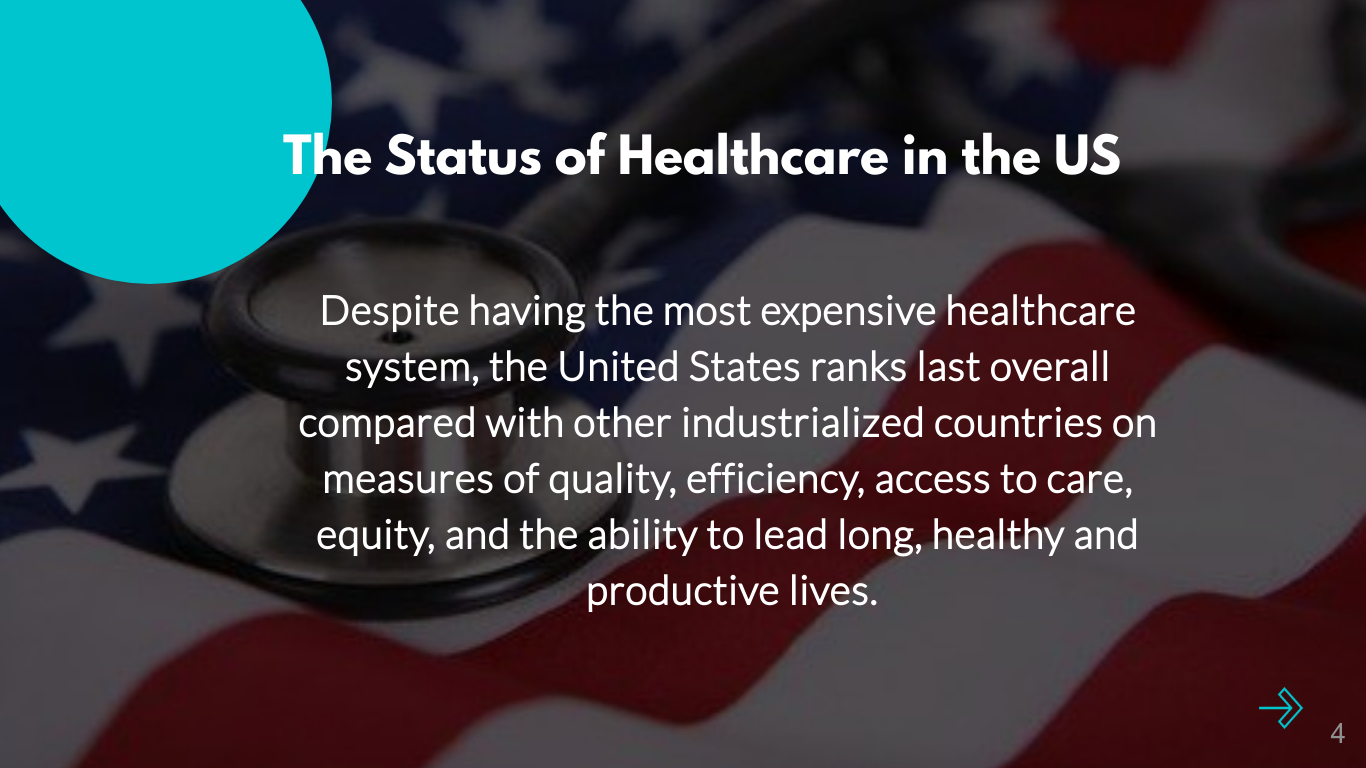 The Status of Healthcare in the US
Despite having the most expensive healthcare
system, the United States ranks last overall
compared with other industrialized countries on
measures of quality, efficiency, access to care,
equity, and the ability to lead long, healthy and
productive lives.
4